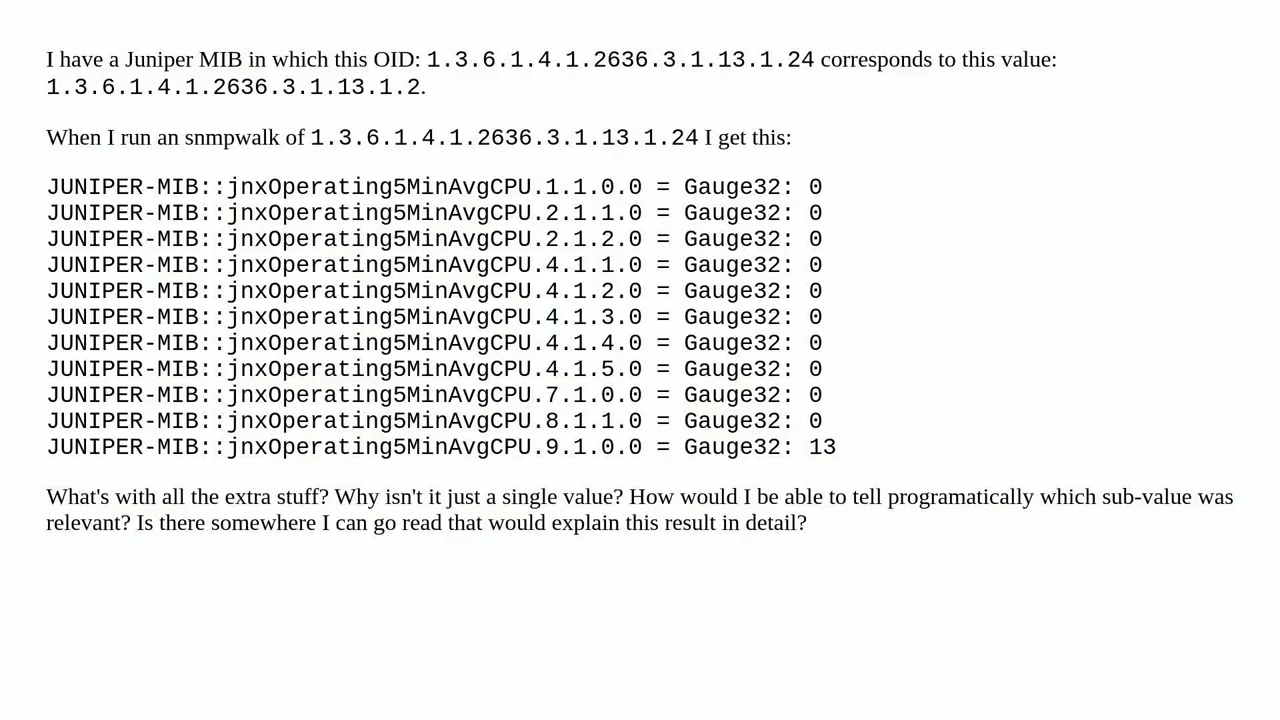 I have a Juniper MIB in which this OID: 1.3.6.1.4.1.2636.3.1.13.1.24 corresponds to this value:
1.3.6.1.4.1.2636.3.1.13.1.2.
When I run an snmpwalk of 1.3.6.1.4.1.2636.3.1.13.1.24 I get this:
JUNIPER-MIB::jnxOperating5MinAvgCPU.1.1.0.0 = Gauge32: 0
JUNIPER-MIB::jnxOperating5MinAvgCPU.2.1.1.0 = Gauge32: 0
JUNIPER-MIB::jnxOperating5MinAvgCPU.2.1.2.0 = Gauge32: 0
JUNIPER-MIB::jnxOperating5MinAvgCPU.4.1.1.0 = Gauge32: 0
JUNIPER-MIB::jnxOperating5MinAvgCPU.4.1.2.0 = Gauge32: 0
JUNIPER-MIB::jnxOperating5MinAvgCPU.4.1.3.0 = Gauge32: 0
JUNIPER-MIB::jnxOperating5MinAvgCPU.4.1.4.0 = Gauge32: 0
JUNIPER-MIB::jnxOperating5MinAvgCPU.4.1.5.0 = Gauge32: 0
JUNIPER-MIB::jnxOperating5MinAvgCPU.7.1.0.0 = Gauge32: 0
JUNIPER-MIB::jnxOperating5MinAvgCPU.8.1.1.0 = Gauge32: 0
JUNIPER-MIB::jnxOperating5MinAvgCPU.9.1.0.0 = Gauge32: 13
What's with all the extra stuff? Why isn't it just a single value? How would I be able to tell programatically which sub-value was
relevant? Is there somewhere I can go read that would explain this result in detail?